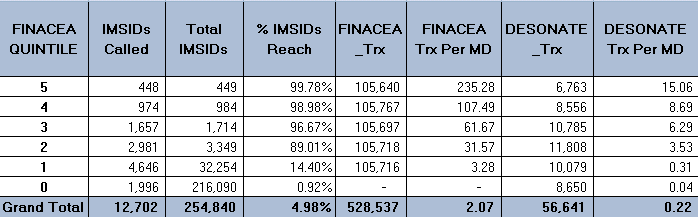 FINACEA QUINTILE IMSIDs Called Total IMSIDs % IMSIDs Reach FINACEA _Trx FINACEA Trx Per MD DESONATE _Trx DESONATE Trx Per MD
5 448 449 99.78% 105,640 235.28 6,763 15.06
4 974 984 98.98% 105,767 107.49 8,556 8.69
3 1,657 1,714 96.67% 105,697 61.67 10,785 6.29
2 2,981 3,349 89.01% 105,718 31.57 11,808 3.53
1 4,646 32,254 14.40% 105,716 3.28 10,079 0.31
0 1,996 216,090 0.92% - - 8,650 0.04
Grand Total 12,702 254,840 4.98% 528,537 2.07 56,641 0.22